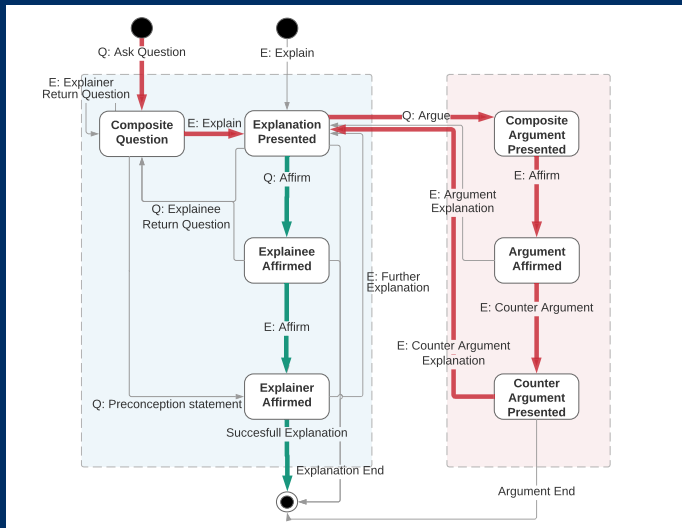 Q: Ask Question
E: Explain
E: Explainer
Return Question
Composite
Question
E: Explain
Explanation
Presented
Q: Argue
Composite
Argument
Presented
Q: Affirm
E: Affirm
E: Argument
Explanation
Q: Explainee
Return Question
Explainee
Affirmed
Argument
Affirmed
E: Further
Explanation
E: Counter Argument
E: Affirm
E: Counter Argument
Explanation
Explainer
Affirmed
Counter
Argument
Presented
Q: Preconception statement
Succesfull Explanation
Explanation End
Argument End